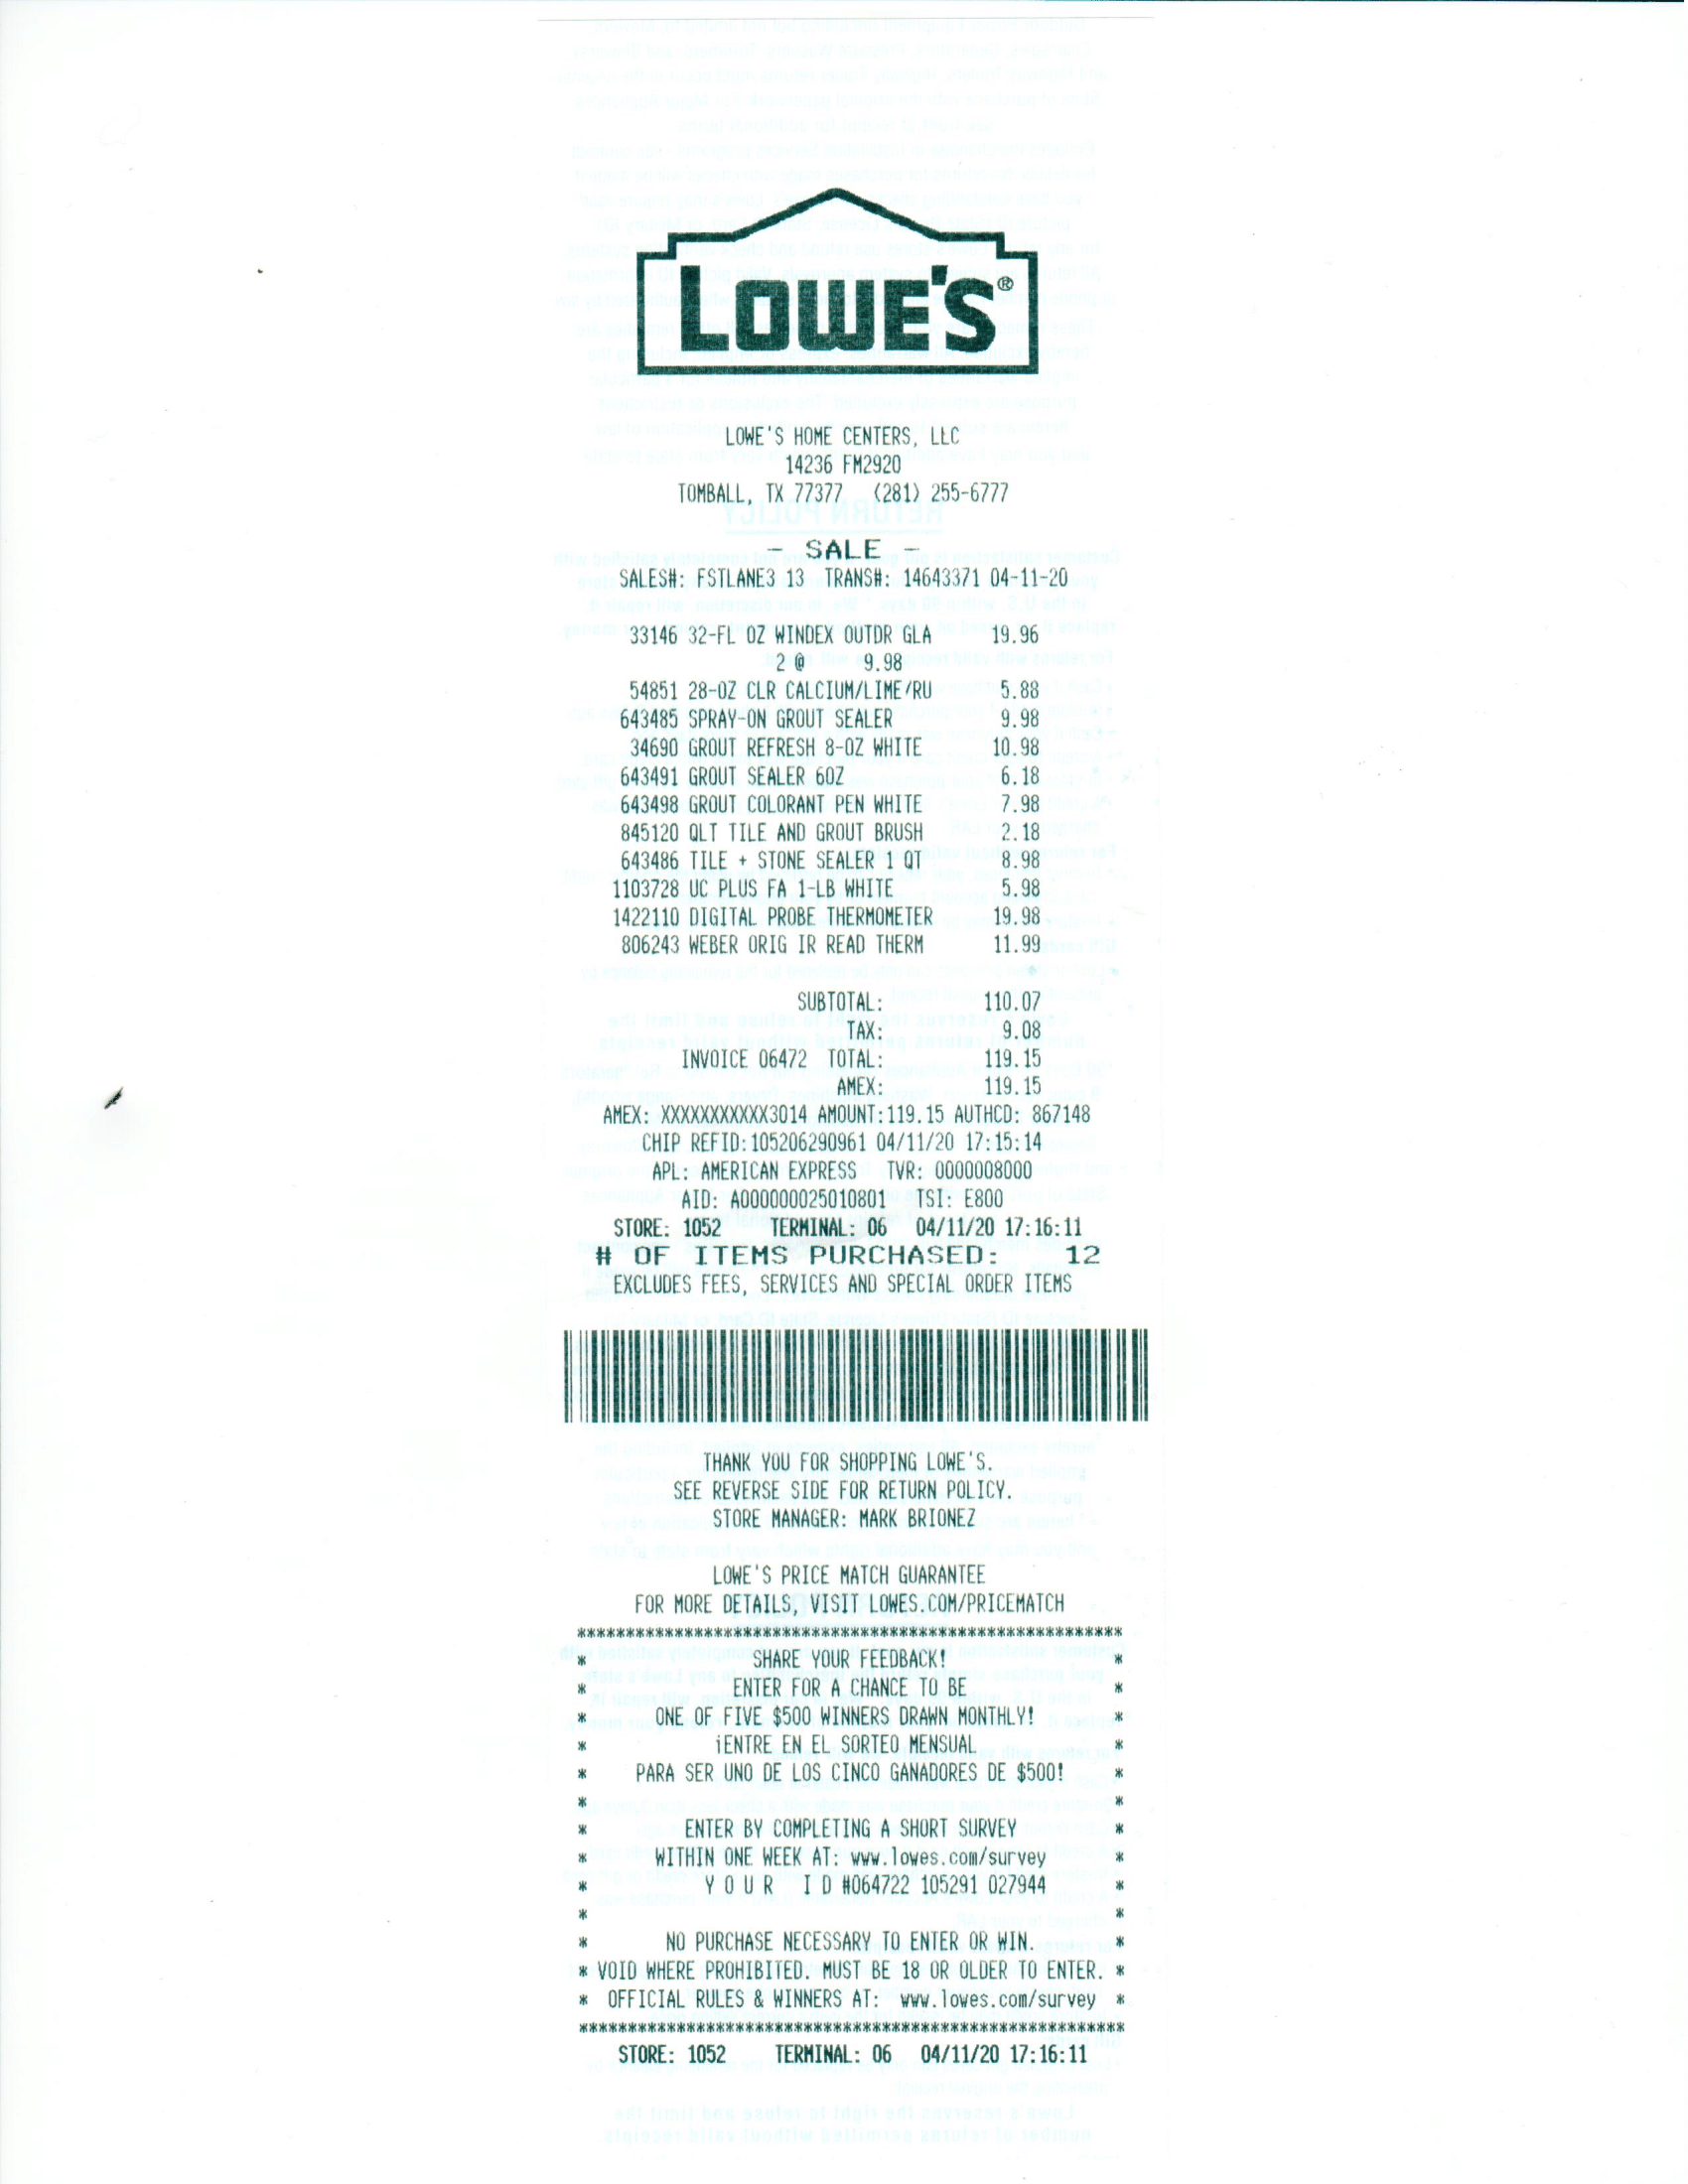 LOWE'S®
LOWE'S HOME CENTERS, LLC
14236 FM2920
TOMBALL, TX 77377 (281) 255-6777
- SALE -
SALES#: FSTLANE3 13 TRANS#: 14643371 04-11-20
33146 32-FL OZ WINDEX OUTDR GLA 19.96
2 @ 9.98
54851 28-OZ CLR CALCIUM/LIME/RU 5.88
643485 SPRAY-ON GROUT SEALER 9.98
34690 GROUT REFRESH 8-OZ WHITE 10.98
643491 GROUT SEALER 6OZ 6.18
643498 GROUT COLORANT PEN WHITE 7.98
845120 QLT TILE AND GROUT BRUSH 2.18
643486 TILE + STONE SEALER 1 QT 8.98
1103728 UC PLUS FA 1-LB WHITE 5.98
1422110 DIGITAL PROBE THERMOMETER 19.98
806243 WEBER ORIG IR READ THERM 11.99
SUBTOTAL: 110.07
TAX: 9.08
INVOICE 06472 TOTAL: 119.15
AMEX: 119.15
AMEX: XXXXXXXXXXX3014 AMOUNT:119.15 AUTHCD: 867148
CHIP REFID:105206290961 04/11/20 17:15:14
APL: AMERICAN EXPRESS TVR: 0000008000
AID: A000000025010801 TSI: E800
STORE: 1052 TERMINAL: 06 04/11/20 17:16:11
# OF ITEMS PURCHASED: 12
EXCLUDES FEES, SERVICES AND SPECIAL ORDER ITEMS
THANK YOU FOR SHOPPING LOWE'S.
SEE REVERSE SIDE FOR RETURN POLICY.
STORE MANAGER: MARK BRIONEZ
LOWE'S PRICE MATCH GUARANTEE
FOR MORE DETAILS, VISIT LOWES.COM/PRICEMATCH
********************************************************
* SHARE YOUR FEEDBACK! *
* ENTER FOR A CHANCE TO BE *
* ONE OF FIVE $500 WINNERS DRAWN MONTHLY! *
* ¡ENTRE EN EL SORTEO MENSUAL *
* PARA SER UNO DE LOS CINCO GANADORES DE $500! *
* *
* ENTER BY COMPLETING A SHORT SURVEY *
* WITHIN ONE WEEK AT: www.lowes.com/survey *
* Y O U R I D #064722 105291 027944 *
* *
* NO PURCHASE NECESSARY TO ENTER OR WIN. *
* VOID WHERE PROHIBITED. MUST BE 18 OR OLDER TO ENTER. *
* OFFICIAL RULES & WINNERS AT: www.lowes.com/survey *
********************************************************
STORE: 1052 TERMINAL: 06 04/11/20 17:16:11